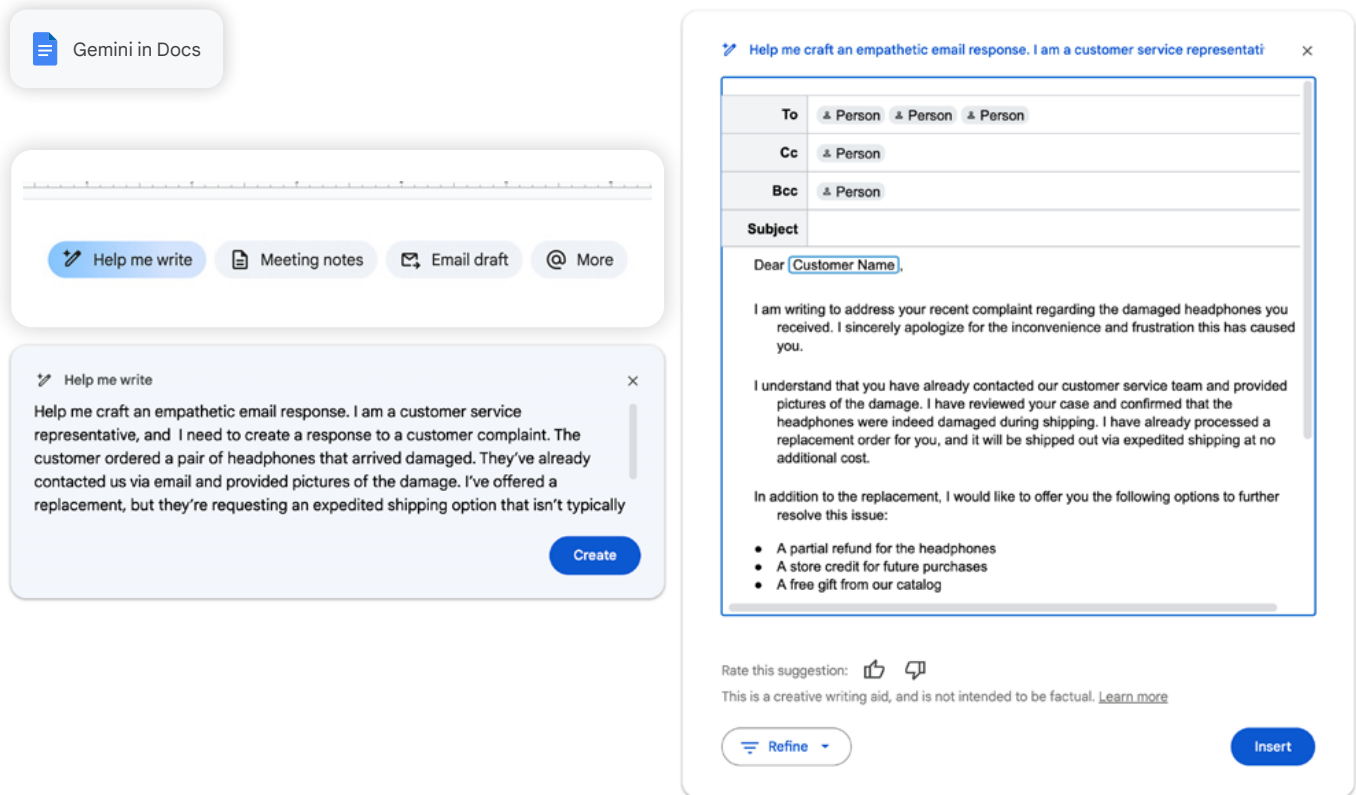 Gemini in Docs
Help me write
Meeting notes
Email draft
More
Help me write
Help me craft an empathetic email response. I am a customer service
representative, and I need to create a response to a customer complaint. The
customer ordered a pair of headphones that arrived damaged. They've already
contacted us via email and provided pictures of the damage. I've offered a
replacement, but they're requesting an expedited shipping option that isn't typically
Create
Help me craft an empathetic email response. I am a customer service representati
To Person Person Person
Cc Person
Bcc Person
Subject
Dear Customer Name,
I am writing to address your recent complaint regarding the damaged headphones you
received. I sincerely apologize for the inconvenience and frustration this has caused
you.
I understand that you have already contacted our customer service team and provided
pictures of the damage. I have reviewed your case and confirmed that the
headphones were indeed damaged during shipping. I have already processed a
replacement order for you, and it will be shipped out via expedited shipping at no
additional cost.
In addition to the replacement, I would like to offer you the following options to further
resolve this issue:
● A partial refund for the headphones
● A store credit for future purchases
● A free gift from our catalog
Rate this suggestion:
This is a creative writing aid, and is not intended to be factual. Learn more
Refine
Insert